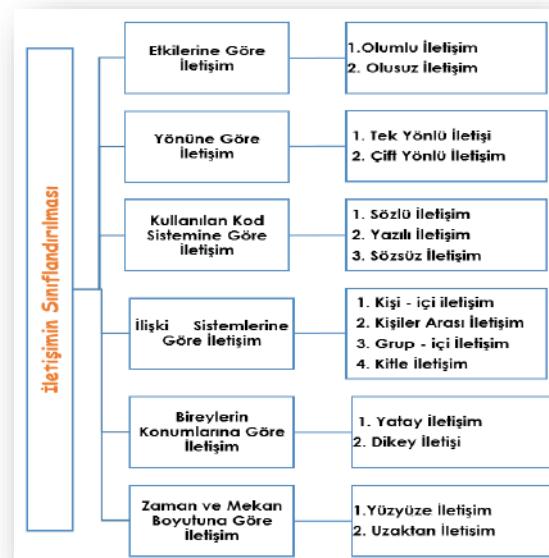 İletişimin Sınıflandırılması
Etkilerine Göre
İletişim
1.Olumlu İletişim
2. Olusuz İletişim
Yönüne Göre
İletişim
1. Tek Yönlü İletişi
2. Çift Yönlü İletişim
Kullanılan Kod
Sistemine Göre
İletişim
1. Sözlü İletişim
2. Yazılı İletişim
3. Sözsüz İletişim
İlişki Sistemlerine
Göre İletişim
1. Kişi - içi iletişim
2. Kişiler Arası İletişim
3. Grup - içi İletişim
4. Kitle İletişim
Bireylerin
Konumlarına Göre
İletişim
1. Yatay İletişim
2. Dikey İletişi
Zaman ve Mekan
Boyutuna Göre
İletişim
1.Yüzyüze İletişim
2. Uzaktan İletisim